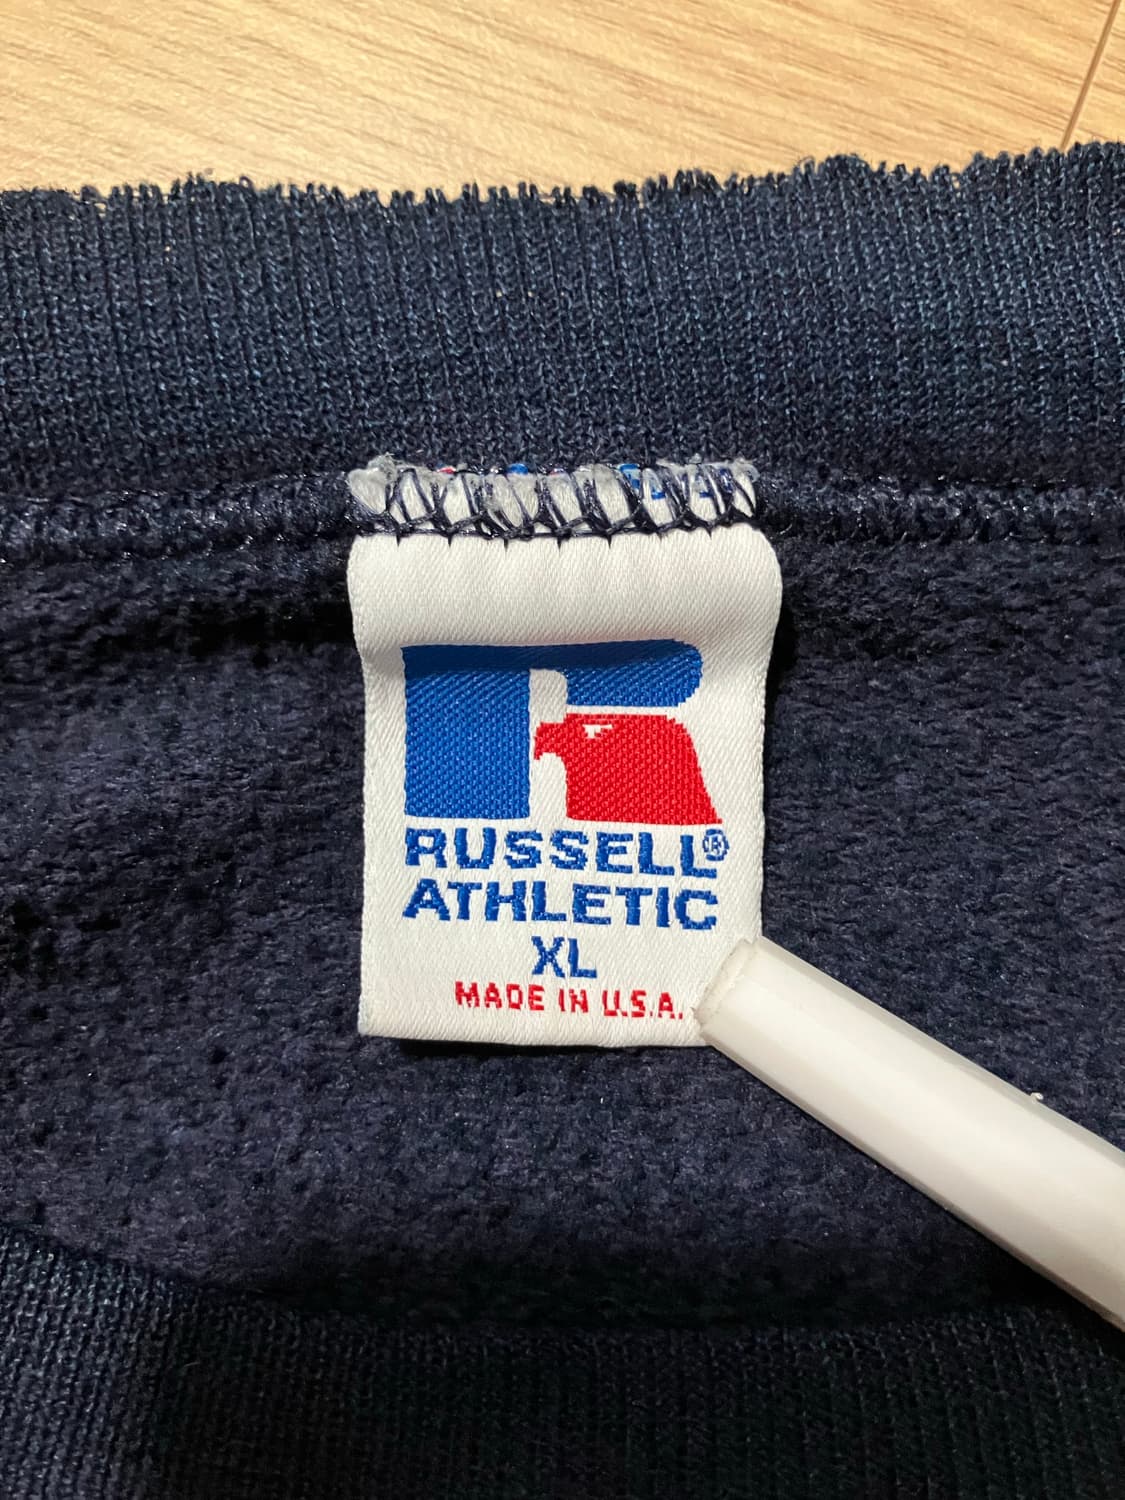 RUSSELL®
ATHLETIC
XL
MADE IN U.S.A.